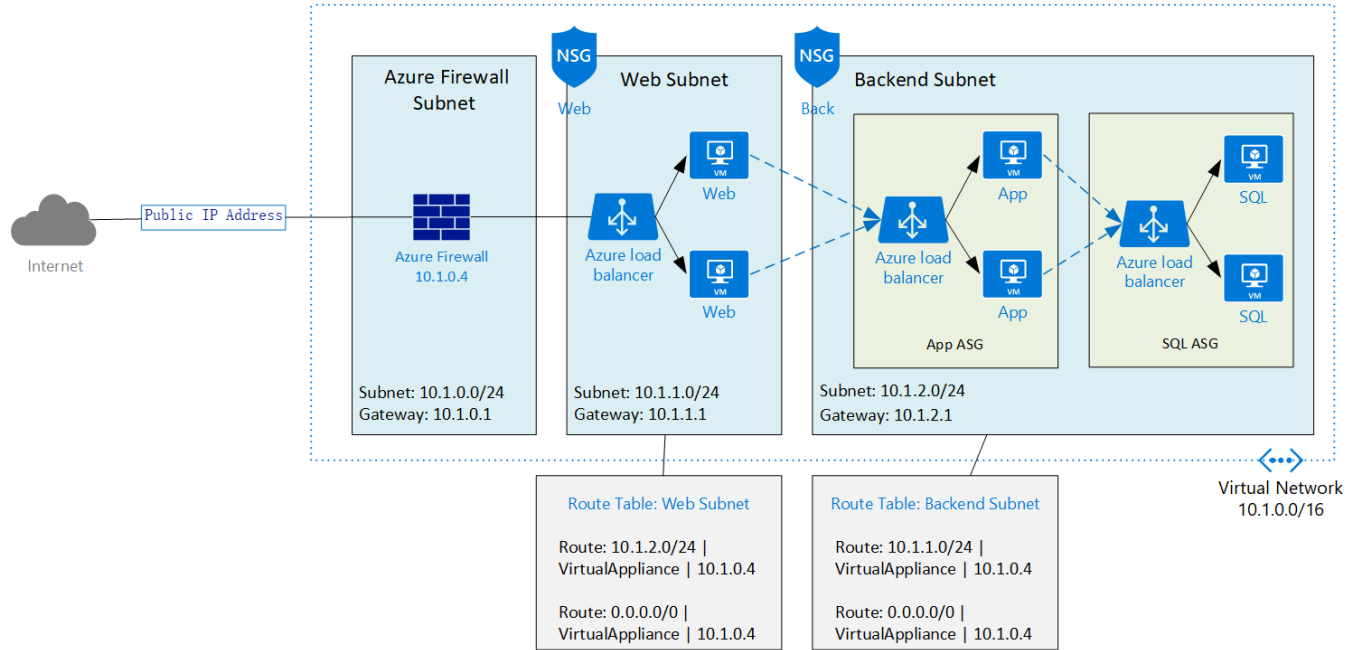 NSG
Web
Azure Firewall
Subnet
Web Subnet
NSG
Back
Backend Subnet
Internet
Public IP Address
Azure Firewall
10.1.0.4
Azure load
balancer
VM
Web
VM
Web
Azure load
balancer
VM
App
VM
App
App ASG
Azure load
balancer
VM
SQL
VM
SQL
SQL ASG
Subnet: 10.1.0.0/24
Gateway: 10.1.0.1
Subnet: 10.1.1.0/24
Gateway: 10.1.1.1
Subnet: 10.1.2.0/24
Gateway: 10.1.2.1
Virtual Network
10.1.0.0/16
Route Table: Web Subnet
Route: 10.1.2.0/24 |
VirtualAppliance | 10.1.0.4
Route: 0.0.0.0/0 |
VirtualAppliance | 10.1.0.4
Route Table: Backend Subnet
Route: 10.1.1.0/24 |
VirtualAppliance | 10.1.0.4
Route: 0.0.0.0/0 |
VirtualAppliance | 10.1.0.4